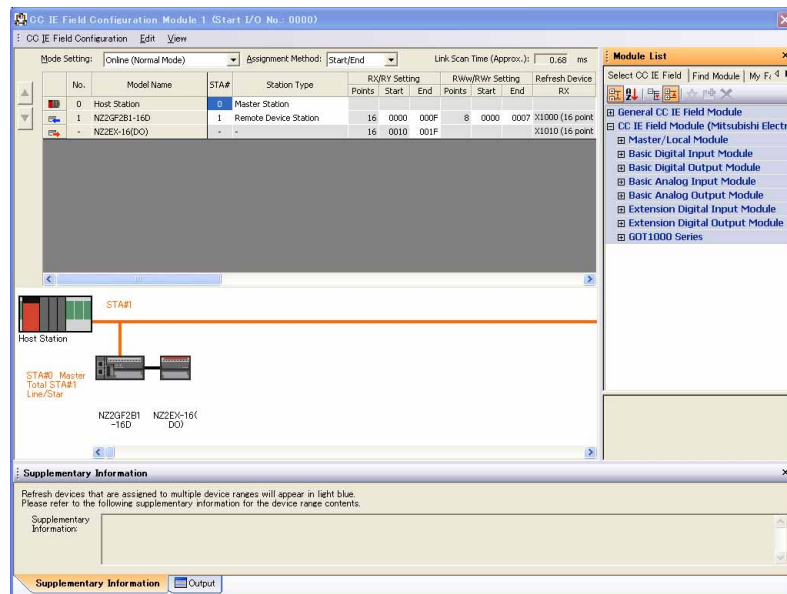 CC IE Field Configuration Module 1 (Start I/O No.: 0000)
CC IE Field Configuration Edit View
Mode Setting: Online (Normal Mode) Assignment Method: Start/End Link Scan Time (Approx.): 0.68 ms
No. Model Name STA# Station Type RX/RY Setting RWw/RWr Setting Refresh Device
Points Start End Points Start End RX
0 Host Station 0 Master Station
1 NZ2GF2B1-16D 1 Remote Device Station 16 0000 000F 8 0000 0007 X1000 (16 point
- NZ2EX-16(DO) - - 16 0010 001F X1010 (16 point
STA#1
Host Station
STA#0 Master
Total STA#1
Line/Star
NZ2GF2B1
-16D
NZ2EX-16(
DO)
Module List
Select CC IE Field Find Module My F
General CC IE Field Module
CC IE Field Module (Mitsubishi Electr
Master/Local Module
Basic Digital Input Module
Basic Digital Output Module
Basic Analog Input Module
Basic Analog Output Module
Extension Digital Input Module
Extension Digital Output Module
GOT1000 Series
Supplementary Information
Refresh devices that are assigned to multiple device ranges will appear in light blue.
Please refer to the following supplementary information for the device range contents.
Supplementary
Information:
Supplementary Information Output